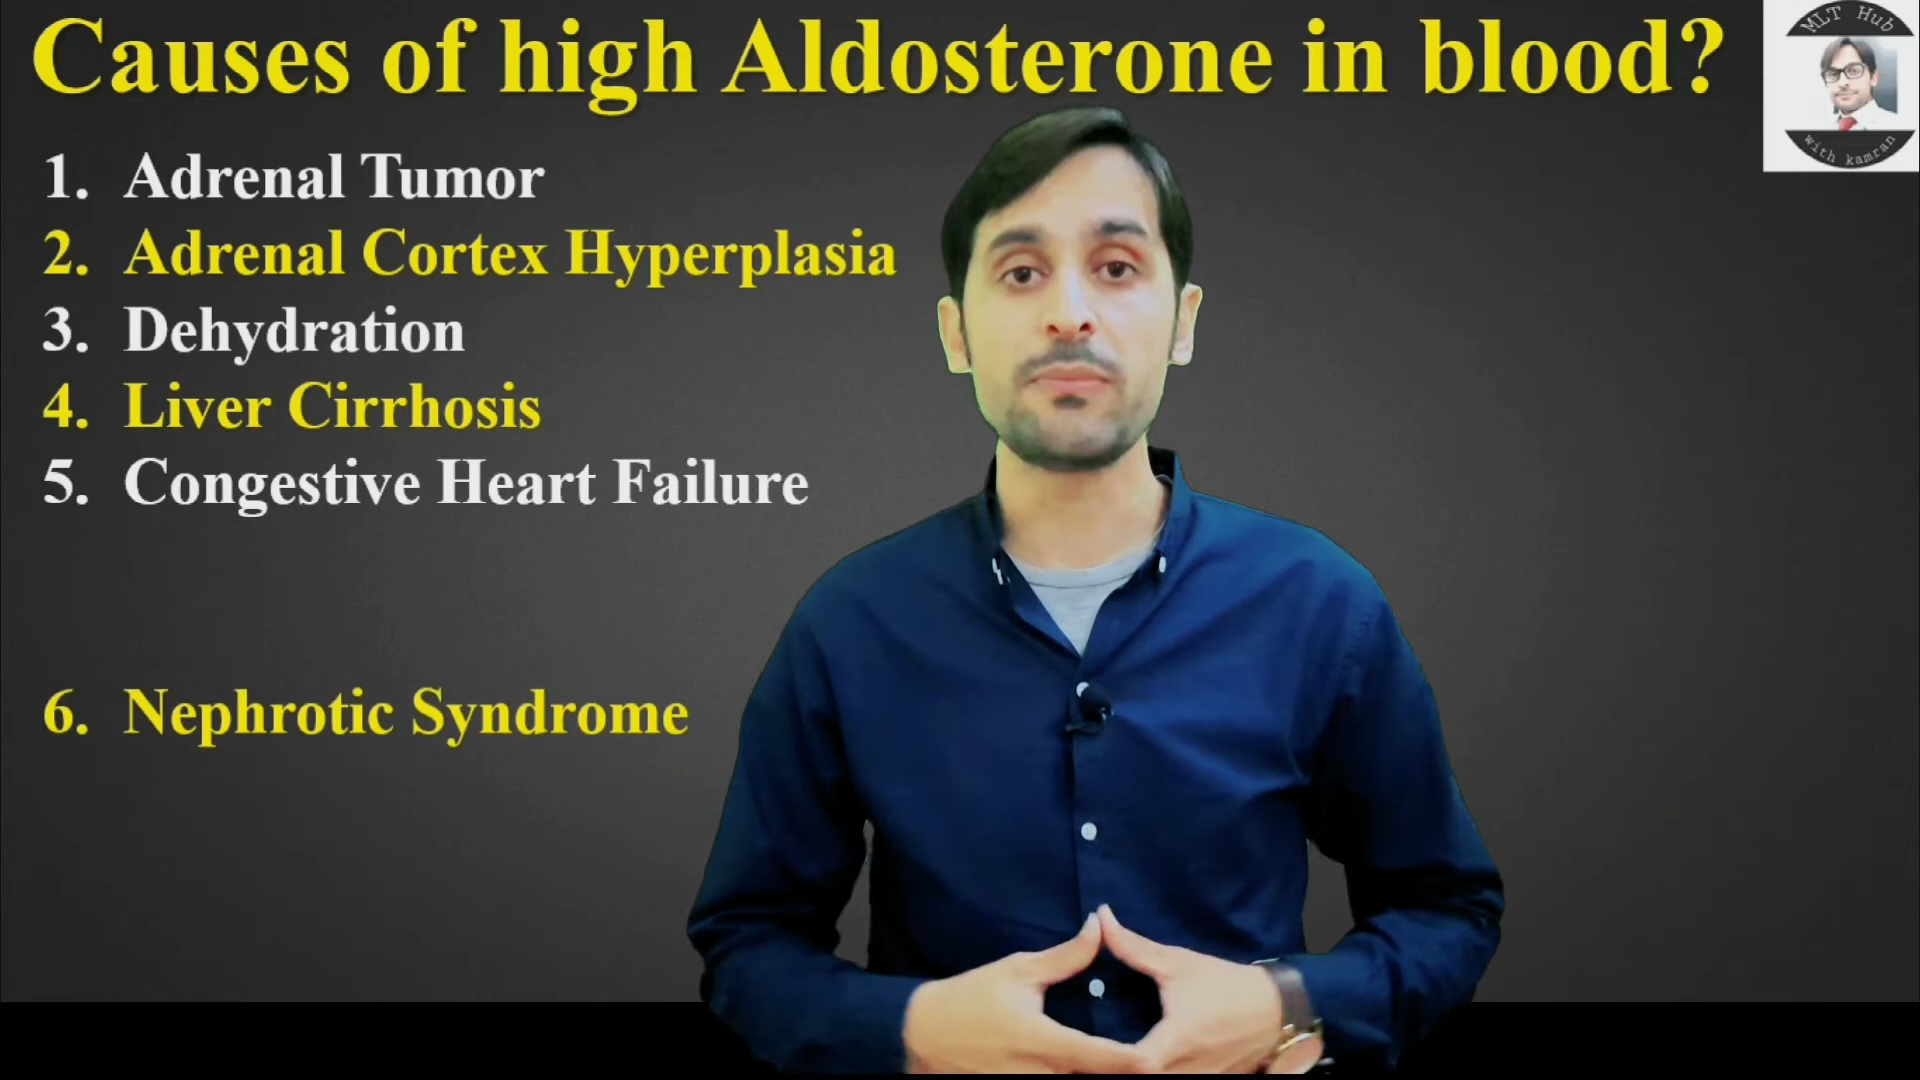 Causes of high Aldosterone in blood?
MLT Hub
with kamran
1. Adrenal Tumor
2. Adrenal Cortex Hyperplasia
3. Dehydration
4. Liver Cirrhosis
5. Congestive Heart Failure
6. Nephrotic Syndrome